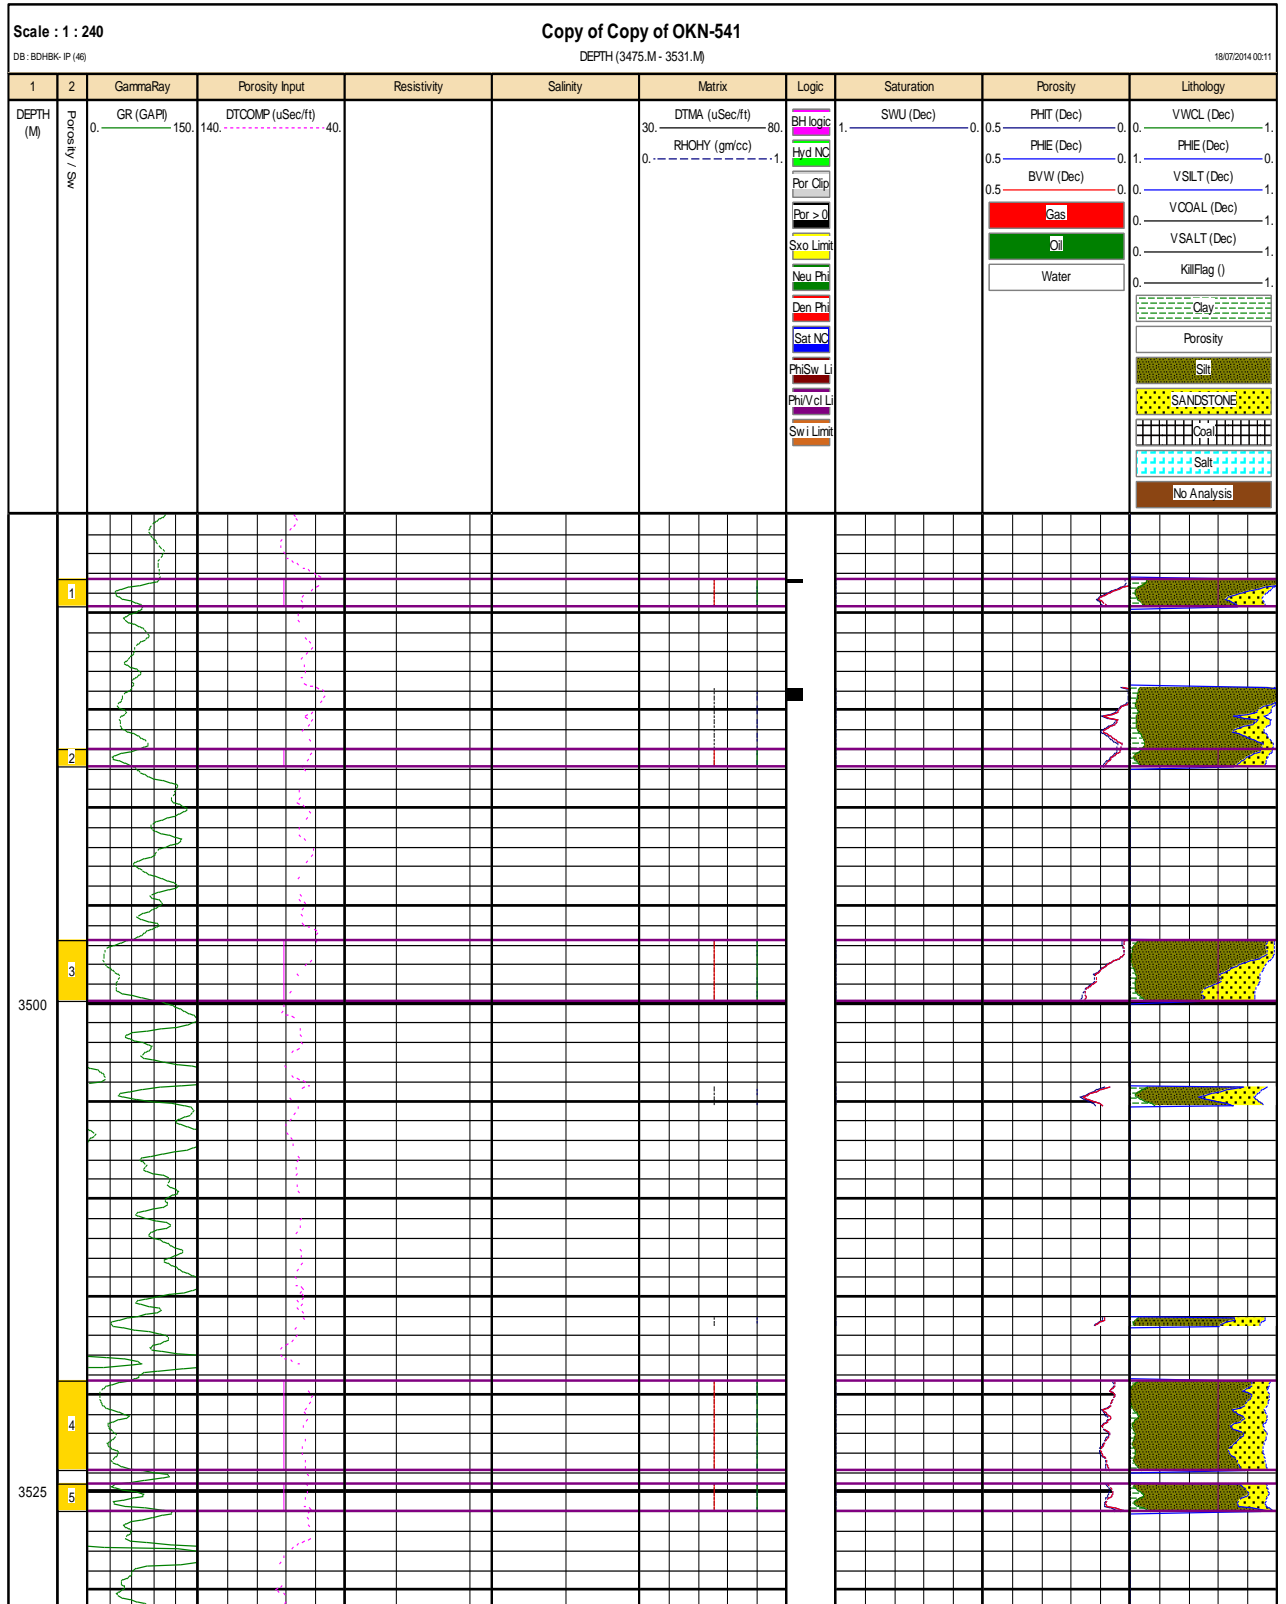 Scale : 1 : 240
Copy of Copy of OKN-541
DB : BDHBK- IP (46)
DEPTH (3475.M - 3531.M)
18/07/2014 00:11
1 2 GammaRay Porosity Input Resistivity Salinity Matrix Logic Saturation Porosity Lithology
DEPTH
(M)
Porosity / Sw
GR (GAPI)
0. 150.
DTCOMP (uSec/ft)
140. 40.
DTMA (uSec/ft)
30. 80.
RHOHY (gm/cc)
0. 1.
BH logic
Hyd NC
Por Clip
Por > 0
Sxo Limit
Neu Phi
Den Phi
Sat NC
PhiSw Li
Phi/Vcl Li
Swi Limit
SWU (Dec)
1. 0.
PHIT (Dec)
0.5 0.
PHIE (Dec)
0.5 0.
BVW (Dec)
0.5 0.
Gas
Oil
Water
VWCL (Dec)
0. 1.
PHIE (Dec)
1. 0.
VSILT (Dec)
0. 1.
VCOAL (Dec)
0. 1.
VSALT (Dec)
0. 1.
KillFlag ()
0. 1.
Clay
Porosity
Silt
SANDSTONE
Coal
Salt
No Analysis
1
2
3
3500
4
3525
5